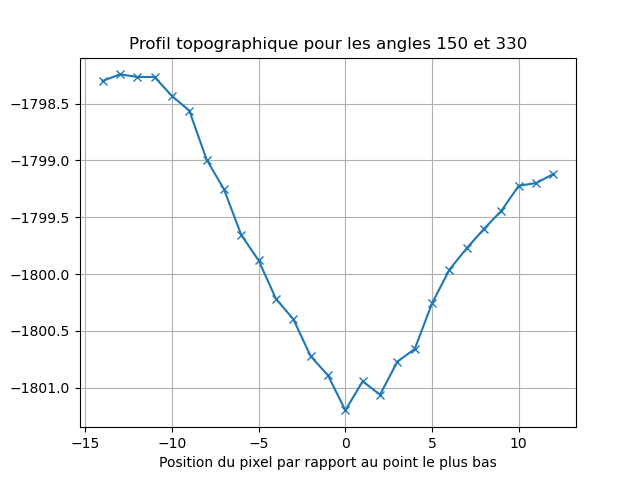 Profil topographique pour les angles 150 et 330
−1798.5
−1799.0
−1799.5
−1800.0
−1800.5
−1801.0
−15 −10 −5 0 5 10
Position du pixel par rapport au point le plus bas